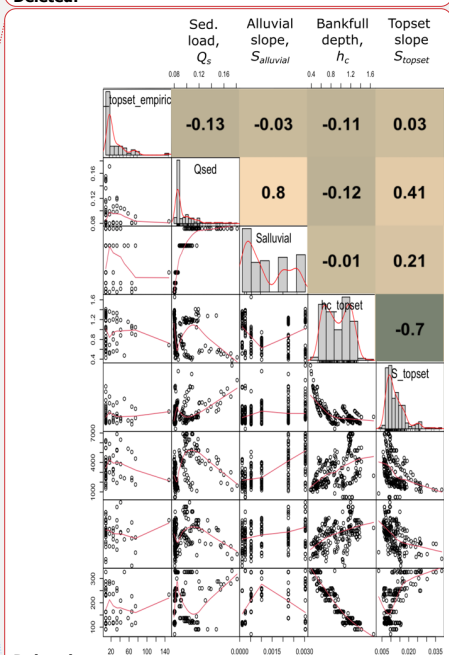 Sed. load, Qs
Alluvial slope, Salluvial
Bankfull depth, hc
Topset slope Stopset
0.08 0.12 0.16
0.4 0.8 1.2 1.6
topset_empiric
-0.13
-0.03
-0.11
0.03
0.08 0.12 0.16
Qsed
0.8
-0.12
0.41
Salluvial
-0.01
0.21
0.4 0.8 1.2 1.6
hc_topset
-0.7
S_topset
1000 4000 7000
100 200 300
20 60 100 140
0.0000 0.0015 0.0030
0.005 0.020 0.035